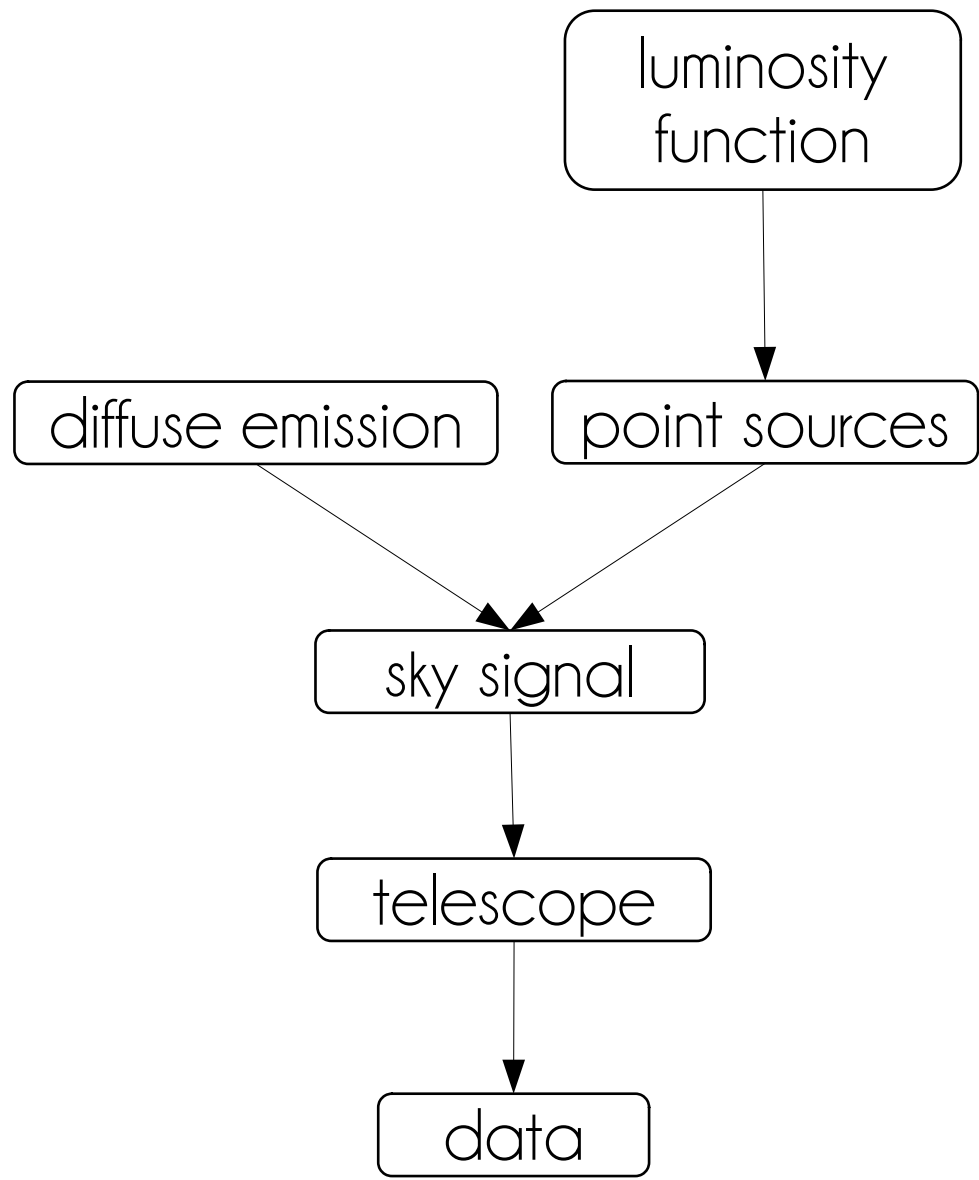 luminosity
function
diffuse emission
point sources
sky signal
telescope
data